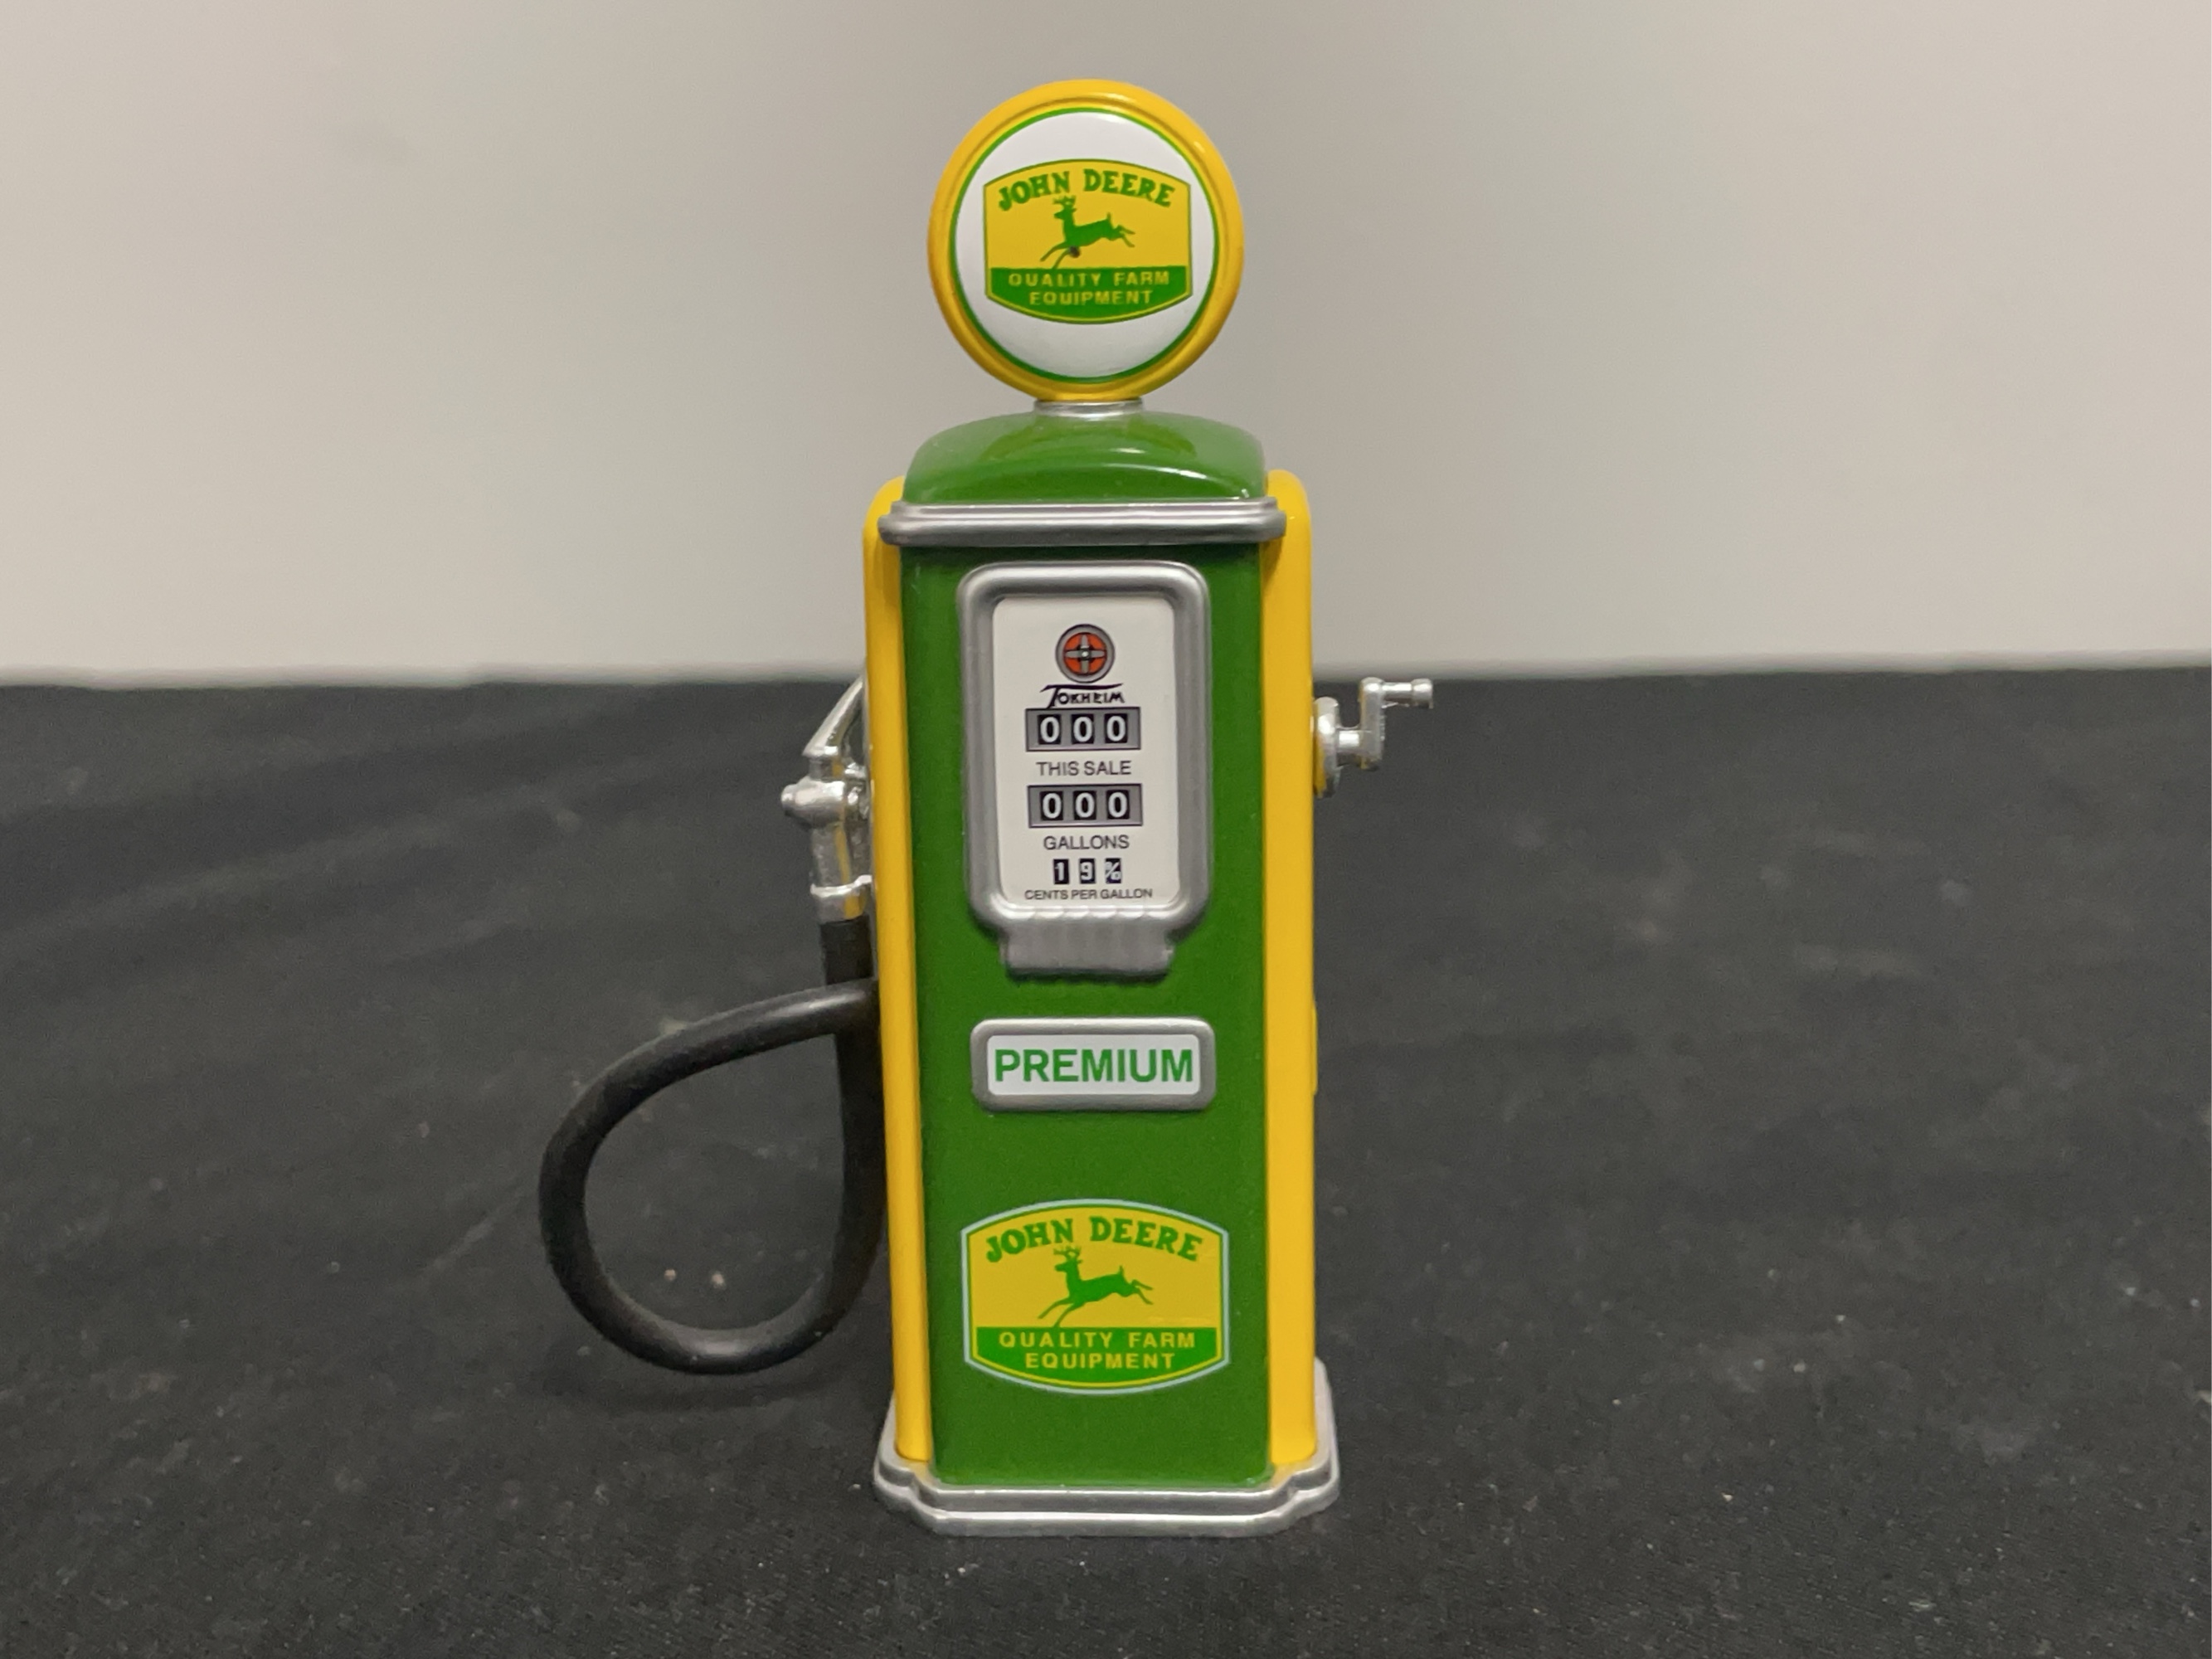 JOHN DEERE
QUALITY FARM
EQUIPMENT
TOKHEIM
000
THIS SALE
000
GALLONS
19
CENTS PER GALLON
PREMIUM
JOHN DEERE
QUALITY FARM
EQUIPMENT